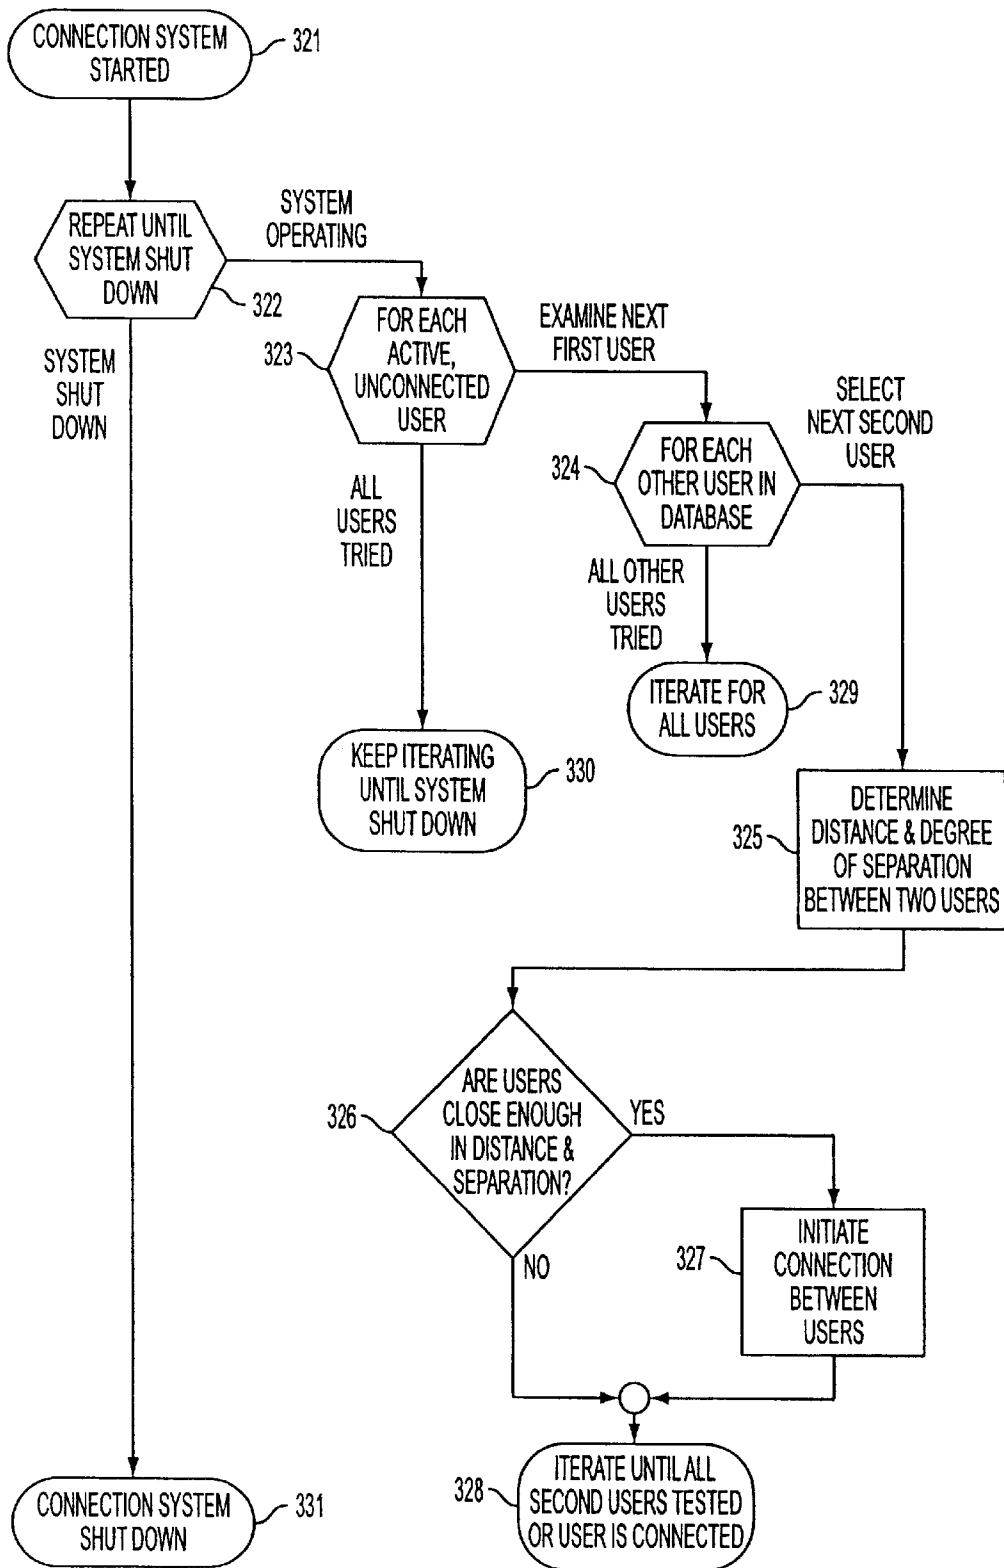 CONNECTION SYSTEM
STARTED
321
REPEAT UNTIL
SYSTEM SHUT
DOWN
322
SYSTEM
OPERATING
SYSTEM
SHUT
DOWN
FOR EACH
ACTIVE,
UNCONNECTED
USER
323
EXAMINE NEXT
FIRST USER
ALL
USERS
TRIED
FOR EACH
OTHER USER IN
DATABASE
324
SELECT
NEXT SECOND
USER
ALL OTHER
USERS
TRIED
ITERATE FOR
ALL USERS
329
KEEP ITERATING
UNTIL SYSTEM
SHUT DOWN
330
DETERMINE
DISTANCE & DEGREE
OF SEPARATION
BETWEEN TWO USERS
325
ARE USERS
CLOSE ENOUGH
IN DISTANCE &
SEPARATION?
326
YES
NO
INITIATE
CONNECTION
BETWEEN
USERS
327
ITERATE UNTIL ALL
SECOND USERS TESTED
OR USER IS CONNECTED
328
CONNECTION SYSTEM
SHUT DOWN
331